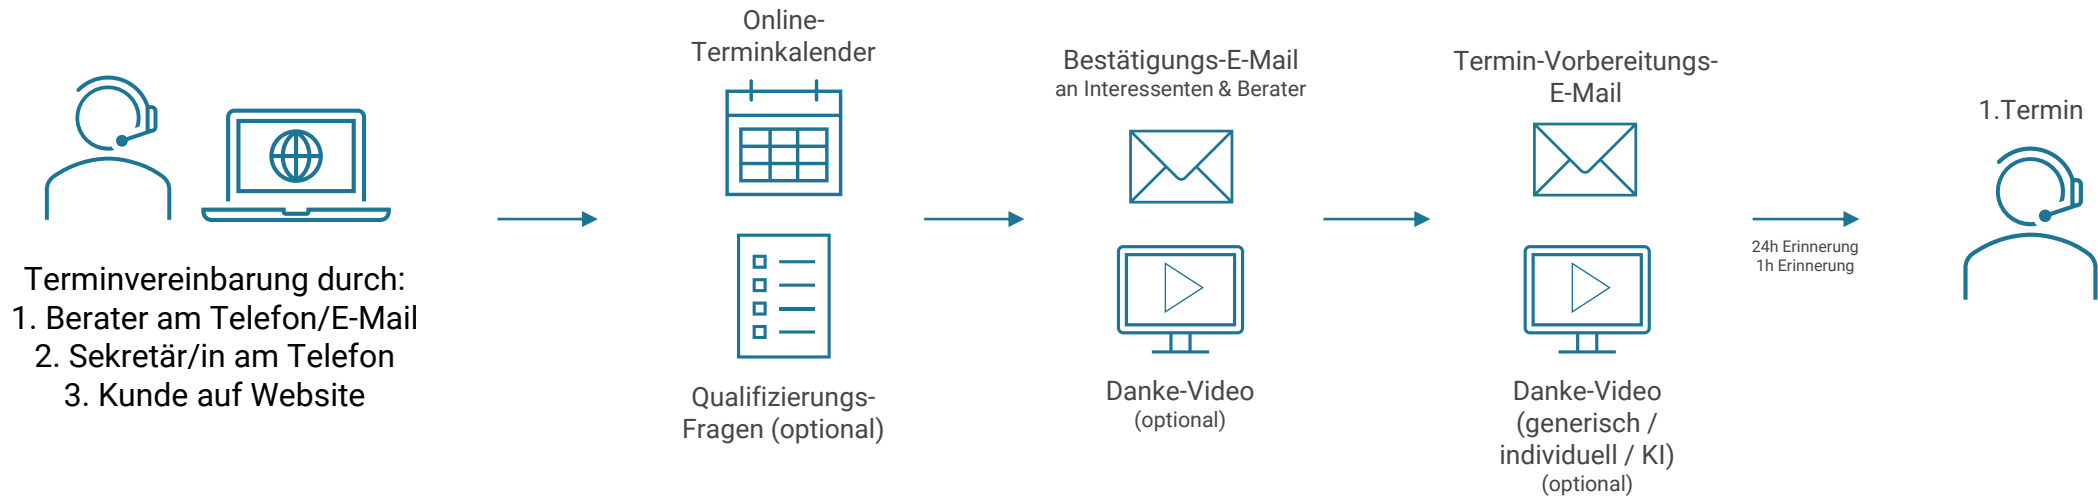 Terminvereinbarung durch:
1. Berater am Telefon/E-Mail
2. Sekretär/in am Telefon
3. Kunde auf Website
Online-
Terminkalender
Qualifizierungs-
Fragen (optional)
Bestätigungs-E-Mail
an Interessenten & Berater
Danke-Video
(optional)
Termin-Vorbereitungs-
E-Mail
Danke-Video
(generisch /
individuell / KI)
(optional)
24h Erinnerung
1h Erinnerung
1.Termin